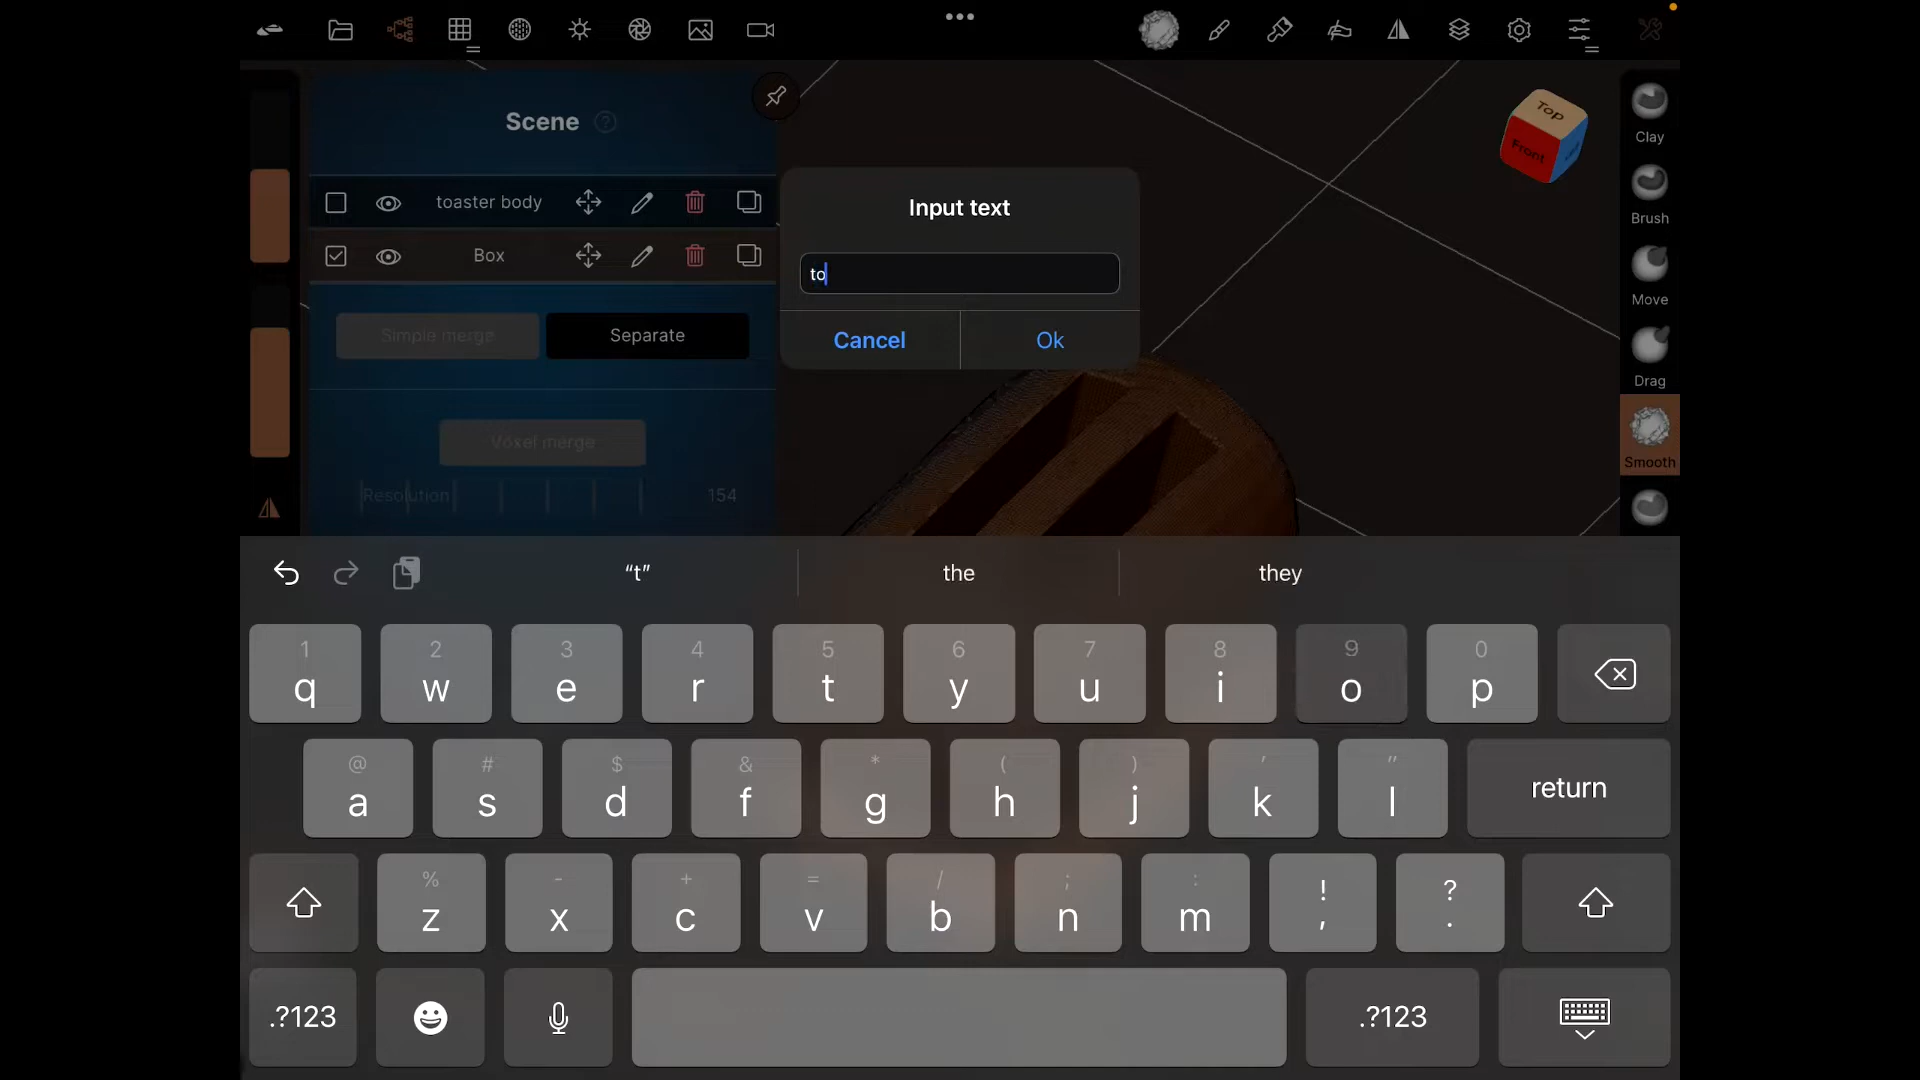 Scene ?
Top
Front
toaster body
Box
Simple merge
Separate
Voxel merge
Resolution
154
Input text
to
Cancel
Ok
Clay
Brush
Move
Drag
Smooth
“t”
the
they
1 2 3 4 5 6 7 8 9 0
q w e r t y u i o p
@ # $ & * ( ) ' "
a s d f g h j k l
return
% - + = / ; : ! ?
z x c v b n m , .
.?123
.?123